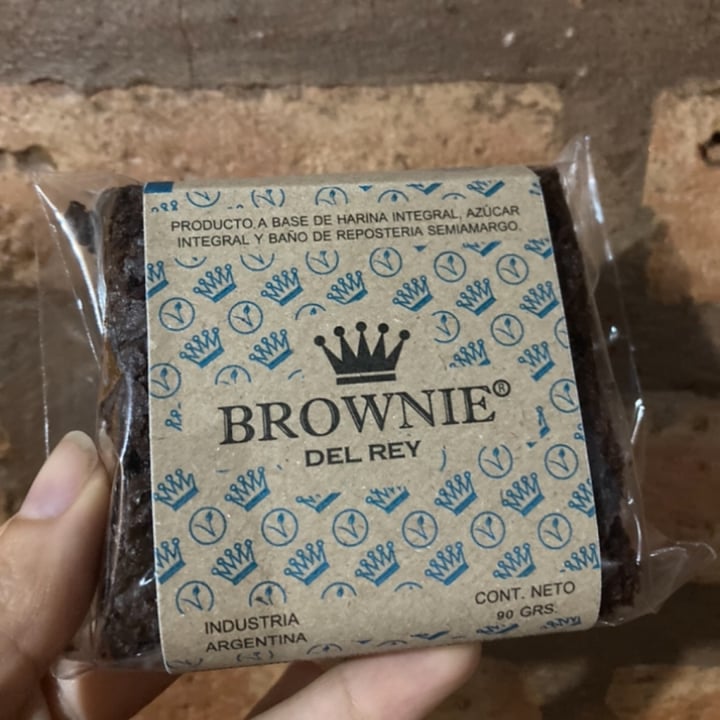 PRODUCTO A BASE DE HARINA INTEGRAL, AZÚCAR
INTEGRAL Y BAÑO DE REPOSTERIA SEMIAMARGO.
BROWNIE®
DEL REY
INDUSTRIA
ARGENTINA
CONT. NETO
90 GRS.